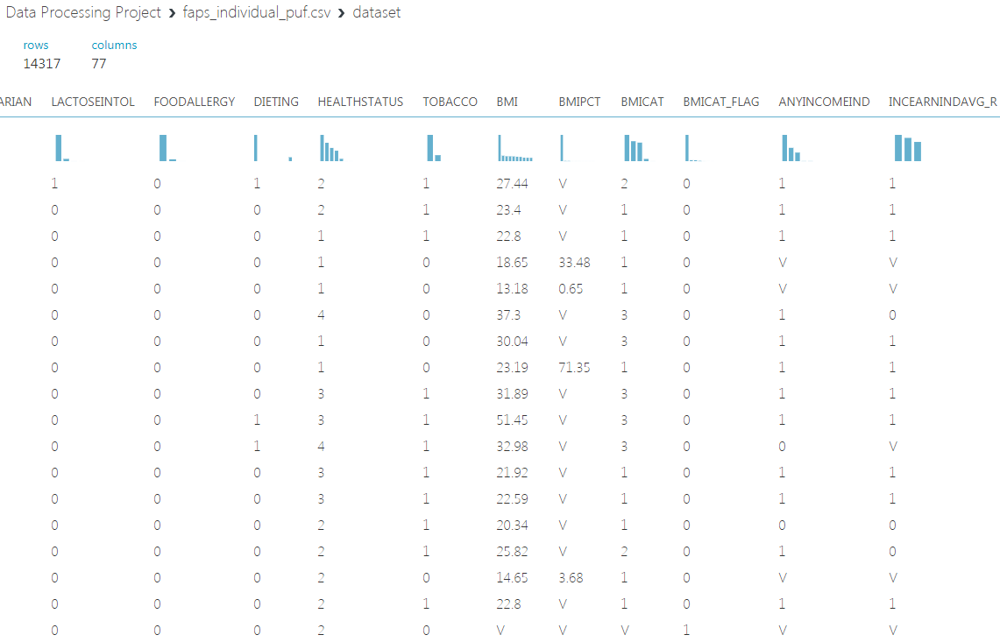 Data Processing Project › faps_individual_puf.csv › dataset
rows columns
14317 77
ARIAN LACTOSEINTOL FOODALLERGY DIETING HEALTHSTATUS TOBACCO BMI BMIPCT BMICAT BMICAT_FLAG ANYINCOMEIND INCEARNINDAVG_R
1 0 1 2 1 27.44 V 2 0 1 1
0 0 0 2 1 23.4 V 1 0 1 1
0 0 0 1 1 22.8 V 1 0 1 1
0 0 0 1 0 18.65 33.48 1 0 V V
0 0 0 1 0 13.18 0.65 1 0 V V
0 0 0 4 0 37.3 V 3 0 1 0
0 0 0 1 0 30.04 V 3 0 1 1
0 0 0 1 0 23.19 71.35 1 0 1 1
0 0 0 3 1 31.89 V 3 0 1 1
0 0 1 3 1 51.45 V 3 0 1 1
0 0 1 4 1 32.98 V 3 0 0 V
0 0 0 3 1 21.92 V 1 0 1 1
0 0 0 3 1 22.59 V 1 0 1 1
0 0 0 2 1 20.34 V 1 0 0 0
0 0 0 2 1 25.82 V 2 0 1 0
0 0 0 2 0 14.65 3.68 1 0 V V
0 0 0 2 1 22.8 V 1 0 1 1
0 0 0 2 0 V V V 1 V V